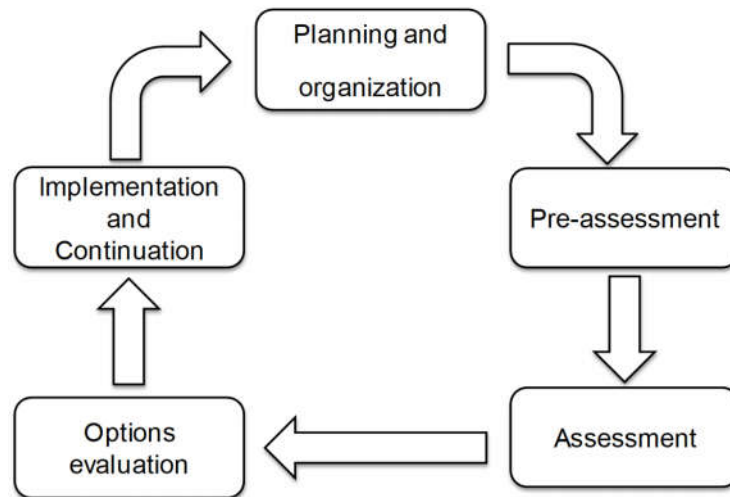 Planning and
organization
Pre-assessment
Assessment
Options
evaluation
Implementation
and
Continuation